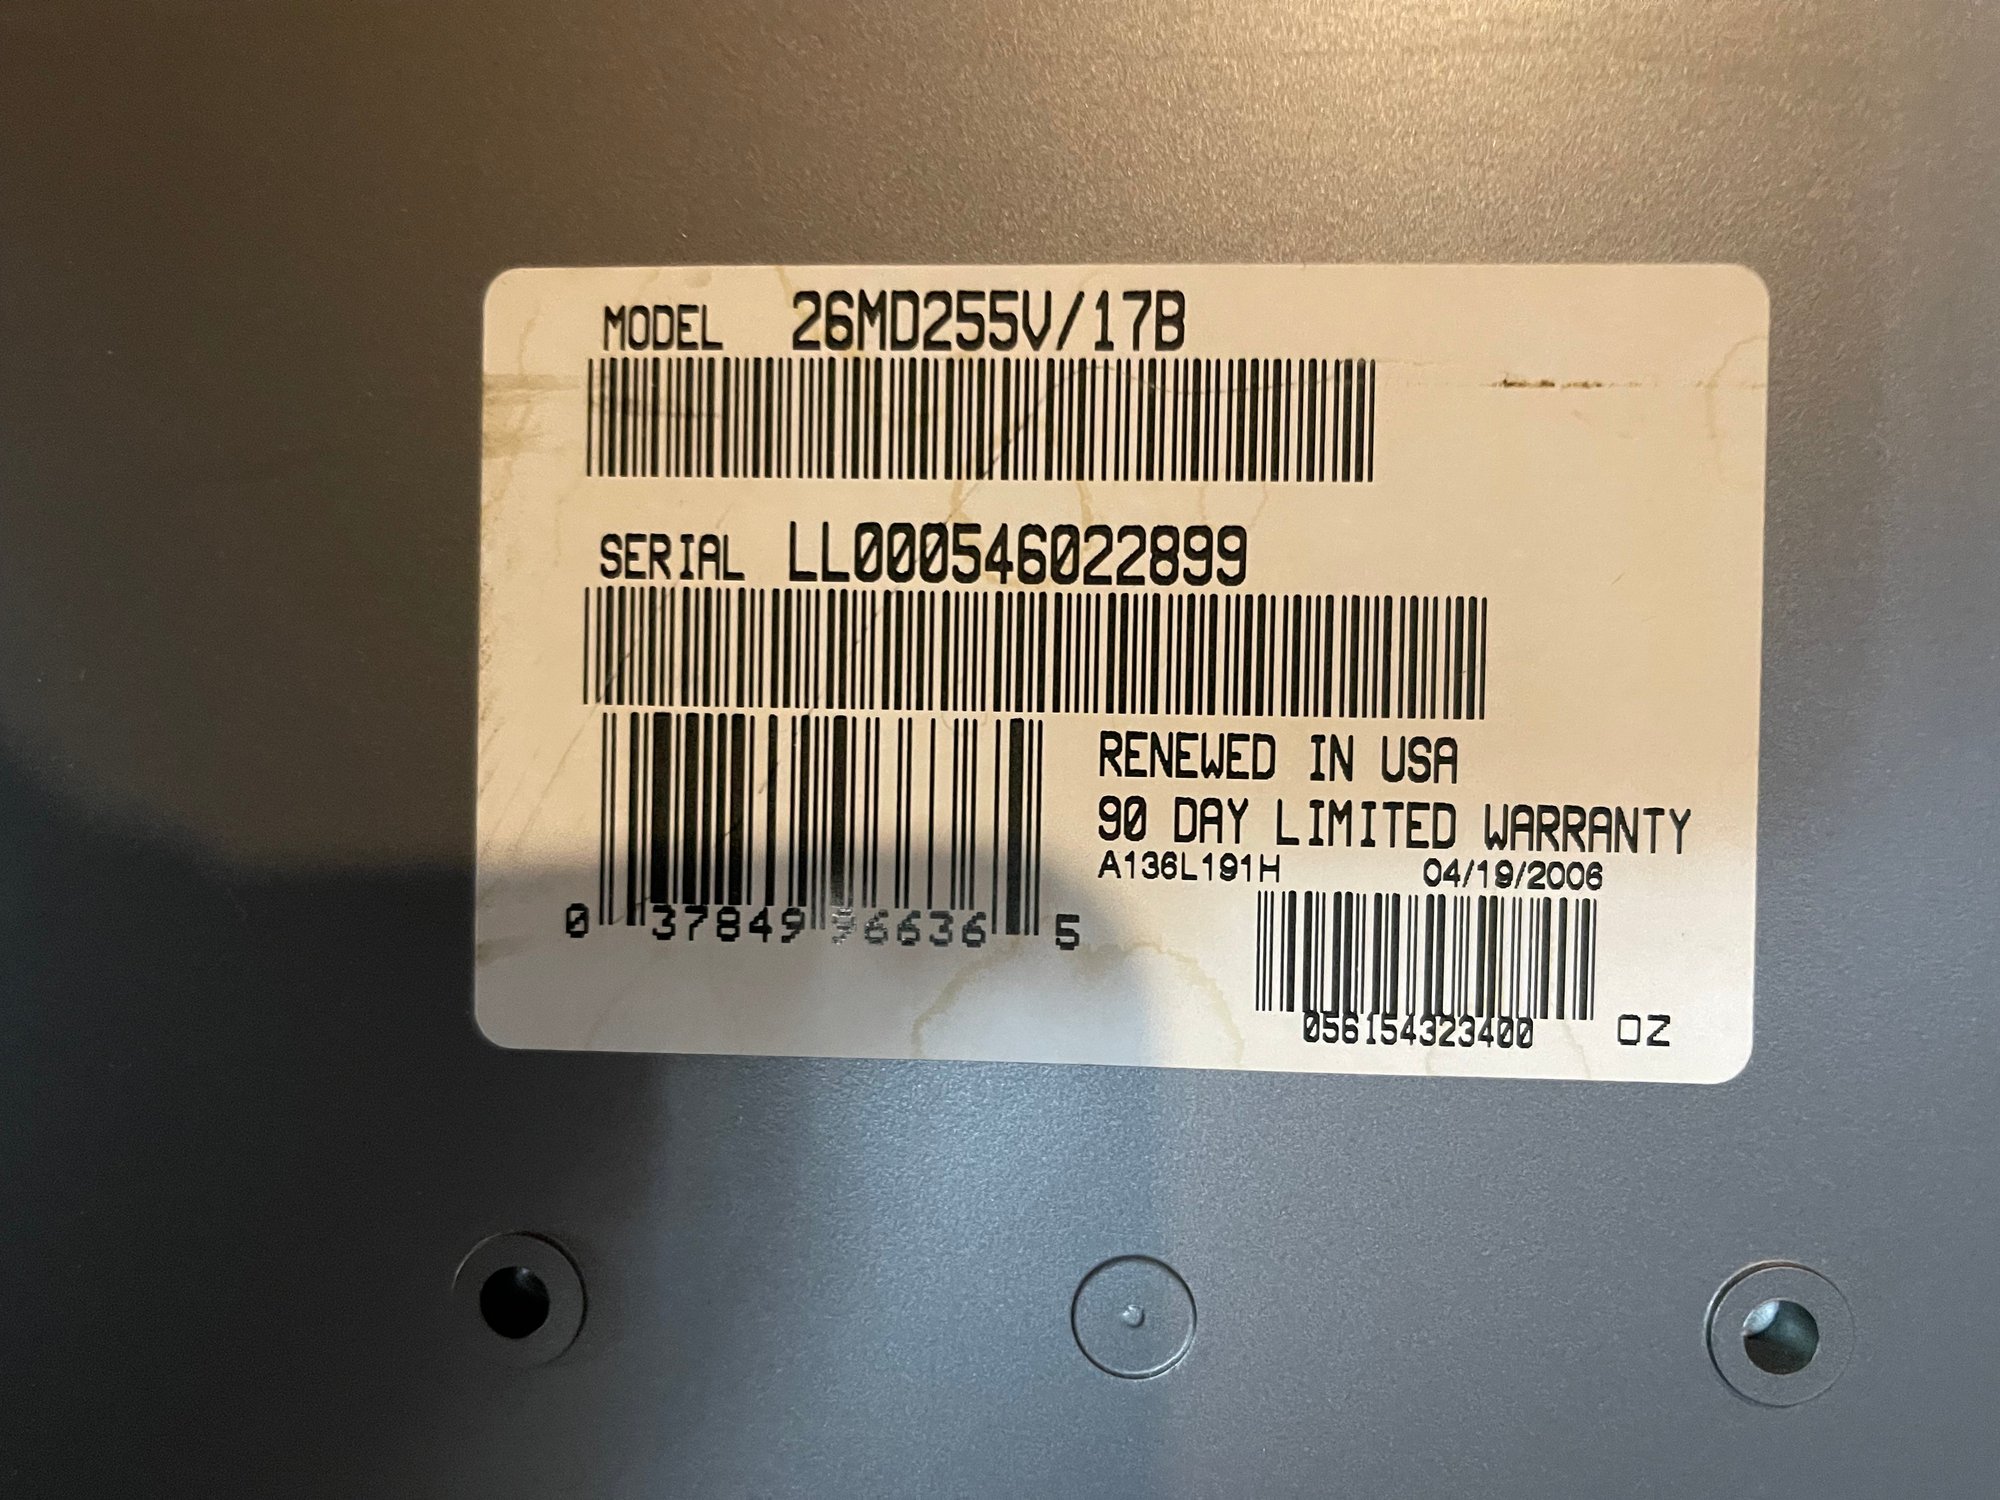 MODEL 26MD255V/17B
SERIAL LL000546022899
RENEWED IN USA
90 DAY LIMITED WARRANTY
A136L191H 04/19/2006
0 37849 96636 5
056154323400 OZ